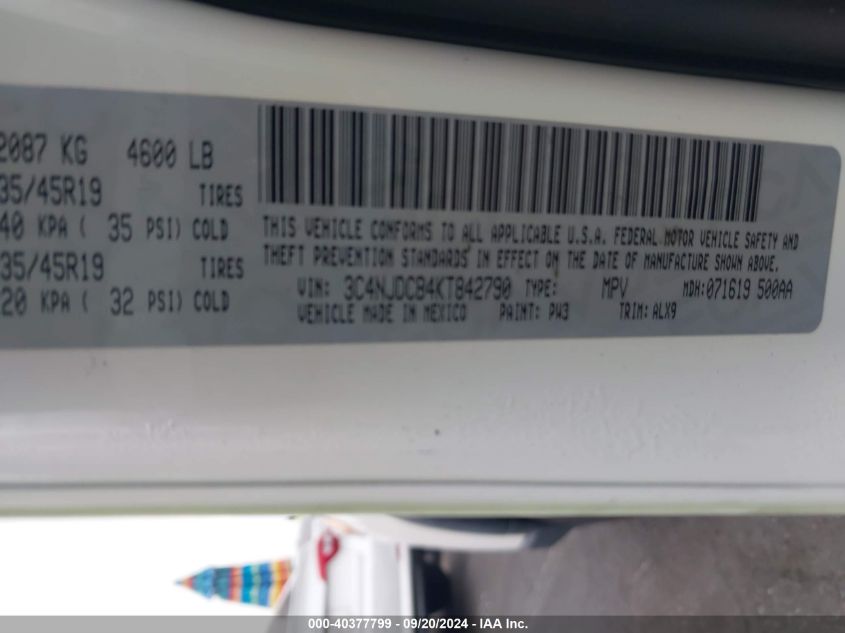 2087 KG 4600 LB
35/45R19 TIRES
40 KPA ( 35 PSI) COLD
35/45R19 TIRES
20 KPA ( 32 PSI) COLD
THIS VEHICLE CONFORMS TO ALL APPLICABLE U.S.A. FEDERAL MOTOR VEHICLE SAFETY AND
THEFT PREVENTION STANDARDS IN EFFECT ON THE DATE OF MANUFACTURE SHOWN ABOVE.
VIN: 3C4NJDCB4KT842790 TYPE: MPV MDH:071619 500AA
VEHICLE MADE IN MEXICO PAINT: PW3 TRIM: ALX9
000-40377799 - 09/20/2024 - IAA Inc.